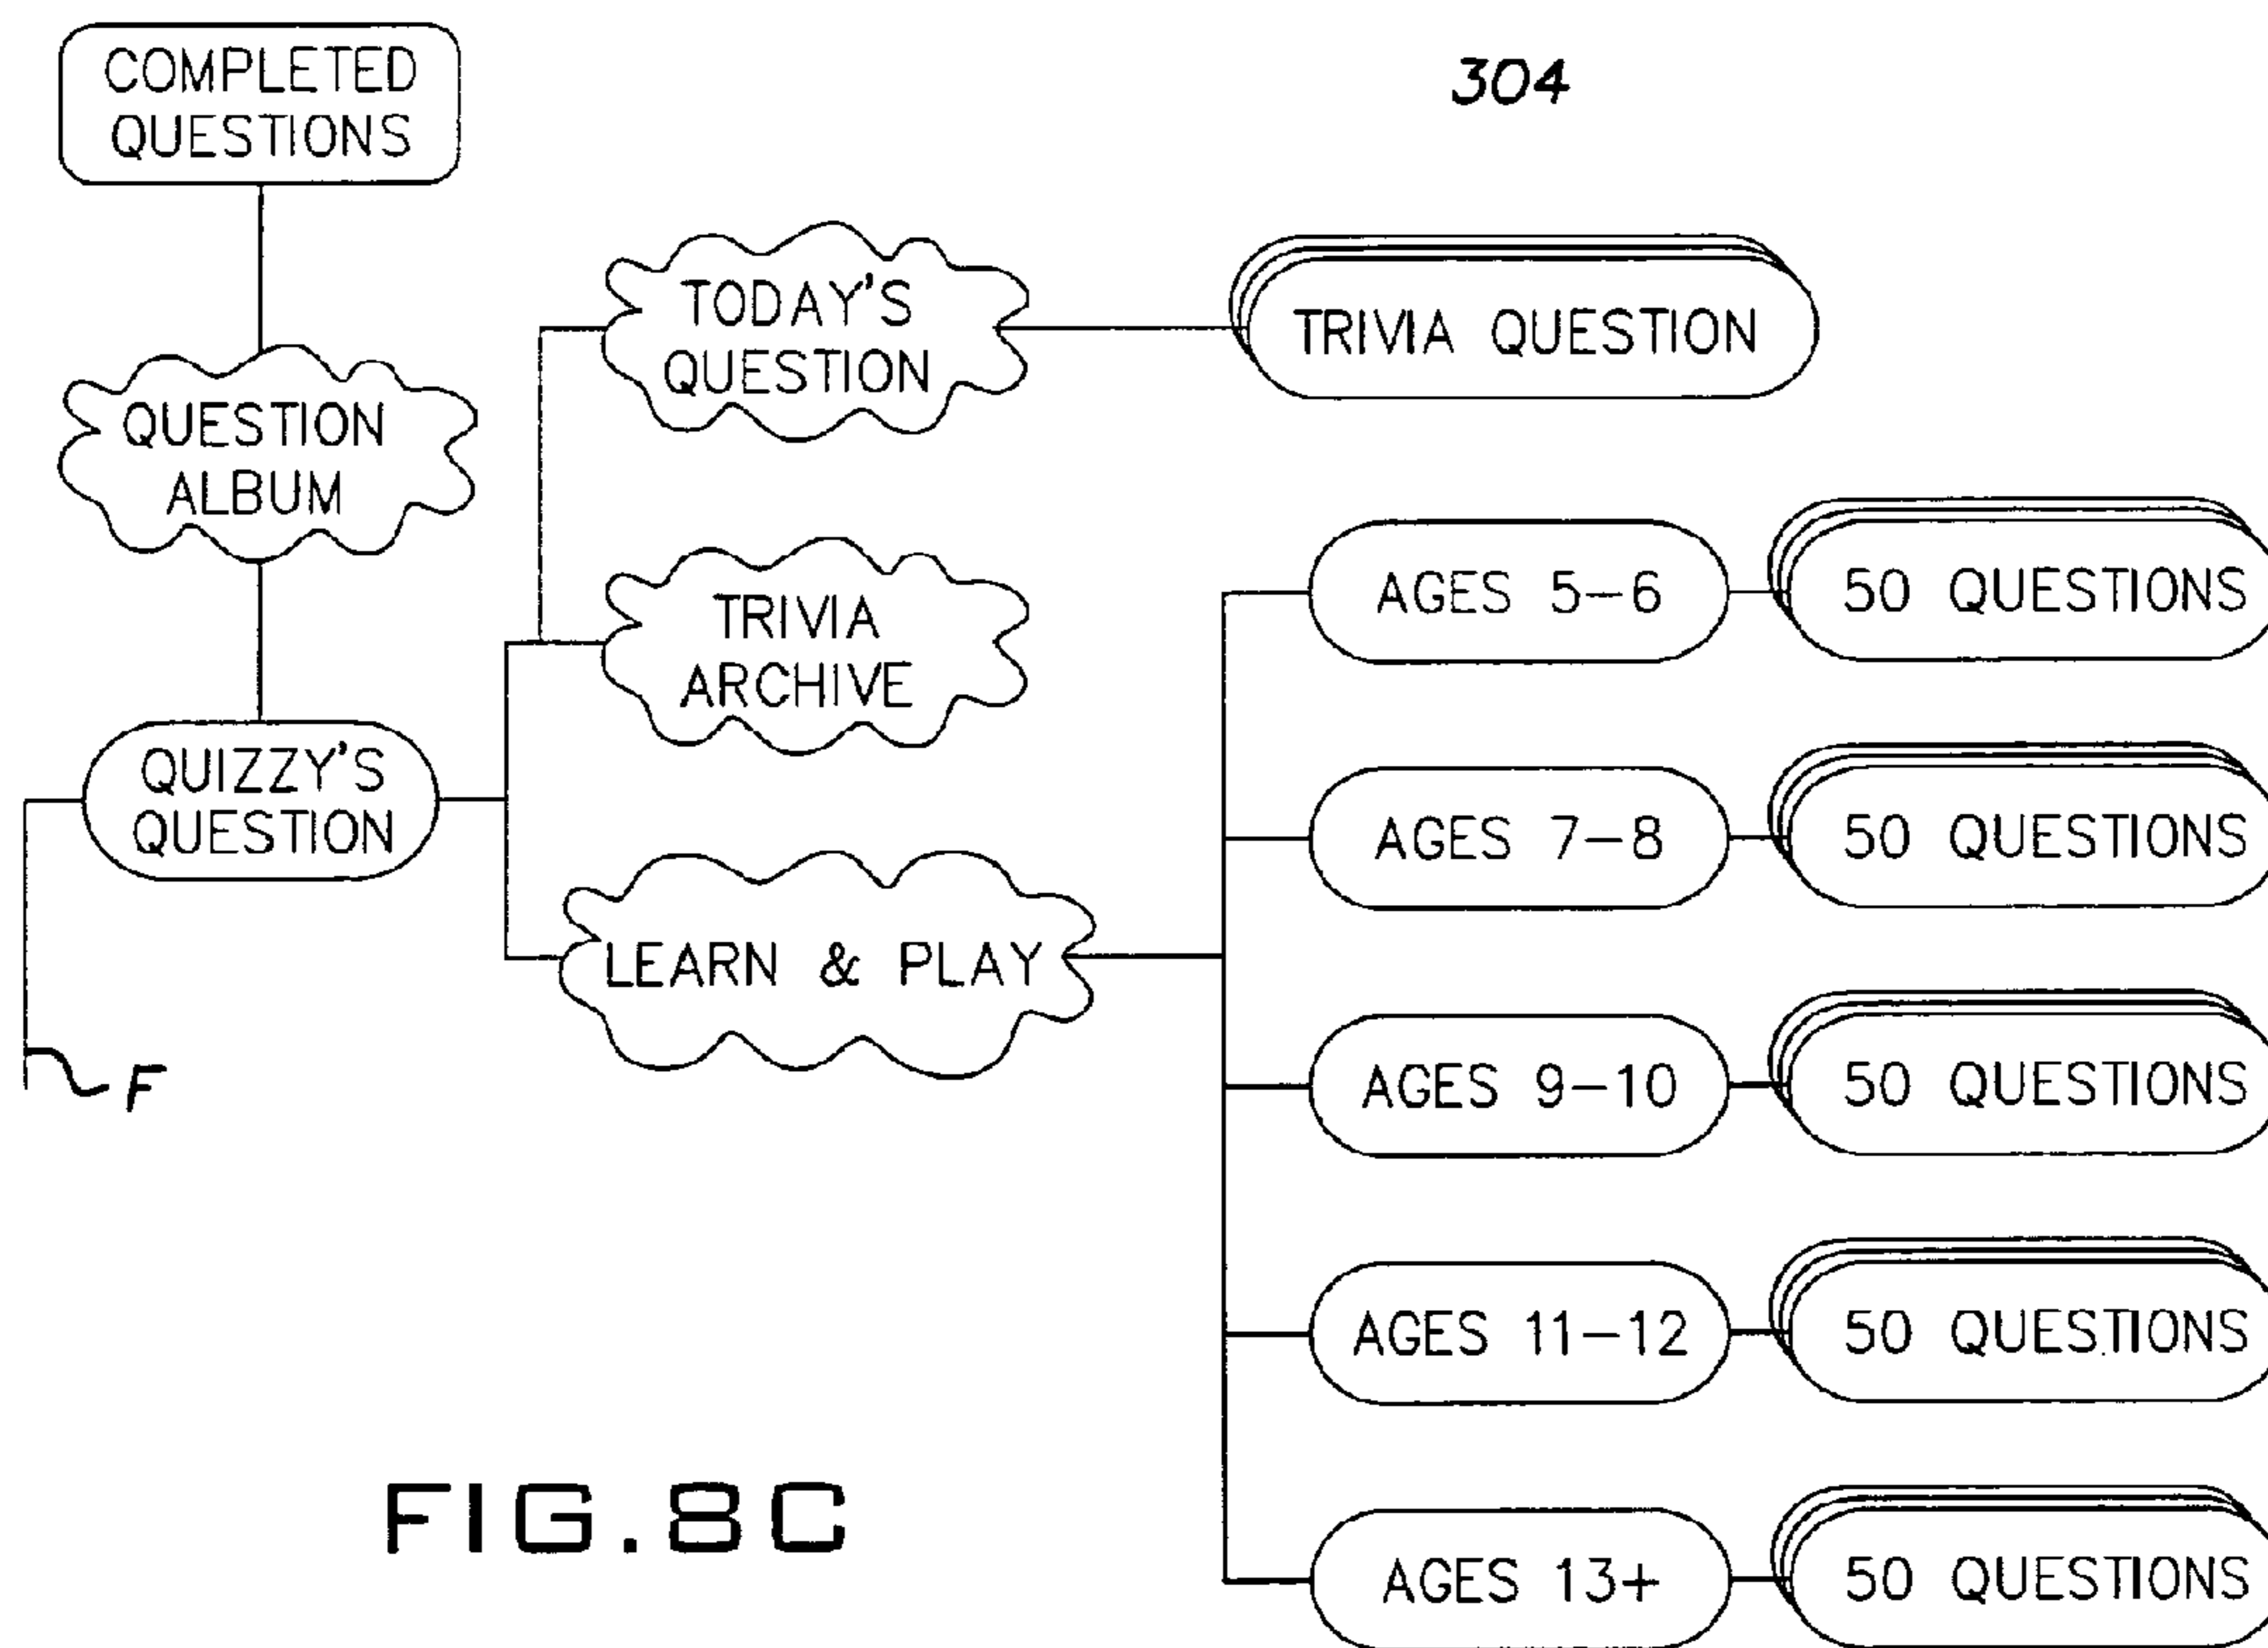 COMPLETED
QUESTIONS
304
TODAY'S
QUESTION
TRIVIA QUESTION
QUESTION
ALBUM
TRIVIA
ARCHIVE
QUIZZY'S
QUESTION
LEARN & PLAY
AGES 5–6
50 QUESTIONS
AGES 7–8
50 QUESTIONS
AGES 9–10
50 QUESTIONS
AGES 11–12
50 QUESTIONS
AGES 13+
50 QUESTIONS
F
FIG.8C